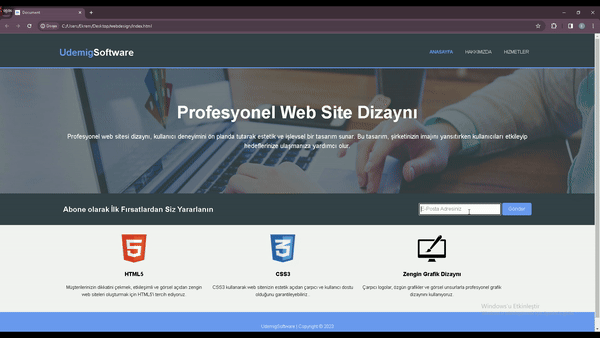 Document
Dosya
C:/Users/Ekrem/Desktop/webdesign/index.html
UdemigSoftware
ANASAYFA HAKKIMIZDA HİZMETLER
Profesyonel Web Site Dizaynı
Profesyonel web sitesi dizaynı, kullanıcı deneyimini ön planda tutarak estetik ve işlevsel bir tasarım sunar. Bu tasarım, şirketinizin imajını yansıtırken kullanıcıları etkileyip
hedeflerinize ulaşmanıza yardımcı olur.
Abone olarak İlk Fırsatlardan Siz Yararlanın
E-Posta Adresiniz
Gönder
HTML5
Müşterilerinizin dikkatini çekmek, etkileşimli ve görsel açıdan zengin
web siteleri oluşturmak için HTML5'i tercih ediyoruz.
CSS3
CSS3 kullanarak web sitenizin estetik açıdan çarpıcı ve kullanıcı dostu
olduğunu garantileyebiliriz.
Zengin Grafik Dizaynı
Çarpıcı logolar, özgün grafikler ve görsel unsurlarla profesyonel grafik
dizaynını kullanıyoruz.
Windows'u Etkinleştir
UdemigSoftware | Copyright © 2023